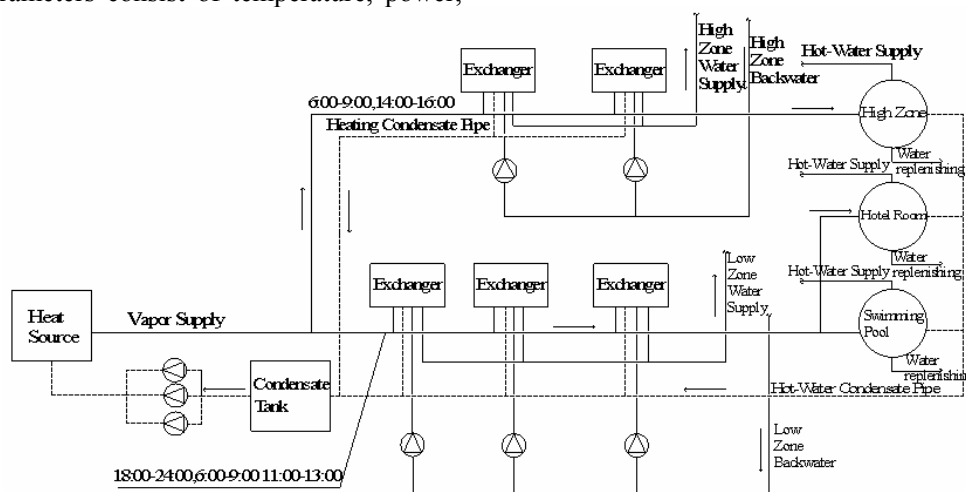 rameters consist of temperature, power,
High
Zone
Water
Supply
High
Zone
Backwater
Hot-Water Supply
Exchanger
Exchanger
6:00-9:00,14:00-16:00
Heating Condensate Pipe
High Zone
Water
replenishing
Hot-Water Supply
Hotel Room
Water
replenishing
Hot-Water Supply
Low
Zone
Water
Supply
Exchanger
Exchanger
Exchanger
Heat
Source
Vapor Supply
Swimming
Pool
Water
replenishing
Condensate
Tank
Hot-Water Condensate Pipe
Low
Zone
Backwater
18:00-24:00,6:00-9:00 11:00-13:00